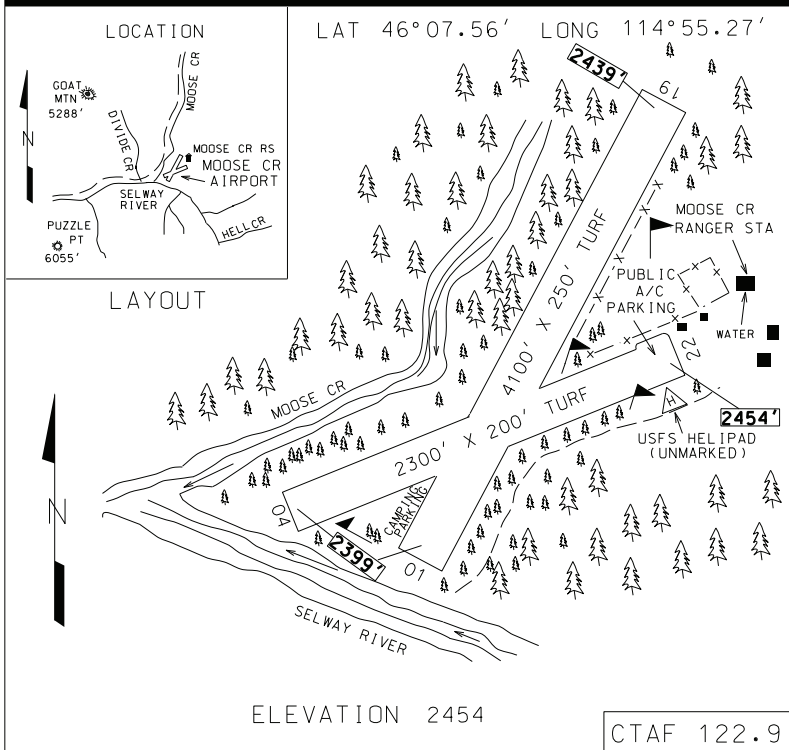 LOCATION
LAT 46°07.56' LONG 114°55.27'
GOAT
MTN
5288'
N
DIVIDE CR
MOOSE CR
MOOSE CR RS
MOOSE CR
AIRPORT
SELWAY
RIVER
HELLCR
PUZZLE
PT
6055'
LAYOUT
2439'
19
MOOSE CR
RANGER STA
PUBLIC
A/C
PARKING
WATER
22
4100' X 250' TURF
2454'
USFS HELIPAD
(UNMARKED)
H
MOOSE CR
2300' X 200' TURF
N
04
CAMPING
PARKING
2399'
01
SELWAY RIVER
ELEVATION 2454
CTAF 122.9